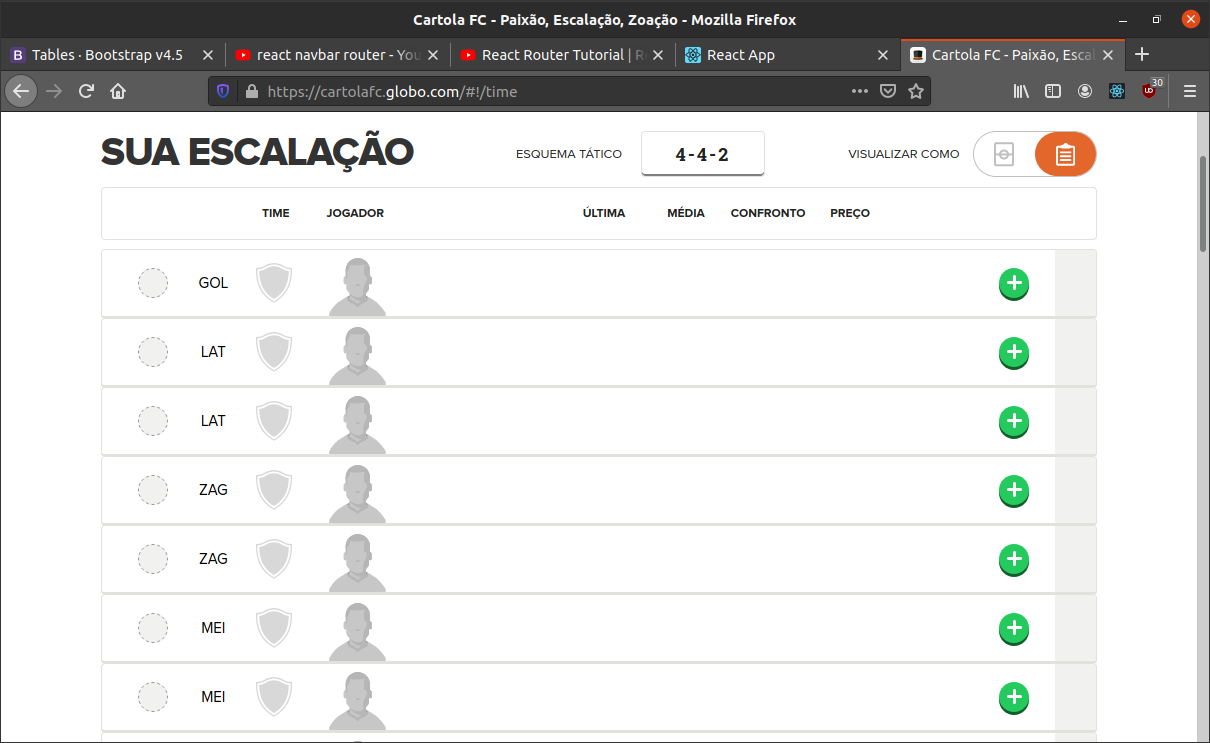 Cartola FC - Paixão, Escalação, Zoação - Mozilla Firefox
B Tables · Bootstrap v4.5 react navbar router - You React Router Tutorial | React App Cartola FC - Paixão, Escal
https://cartolafc.globo.com/#!/time 30
SUA ESCALAÇÃO ESQUEMA TÁTICO 4-4-2 VISUALIZAR COMO
TIME JOGADOR ÚLTIMA MÉDIA CONFRONTO PREÇO
GOL
LAT
LAT
ZAG
ZAG
MEI
MEI